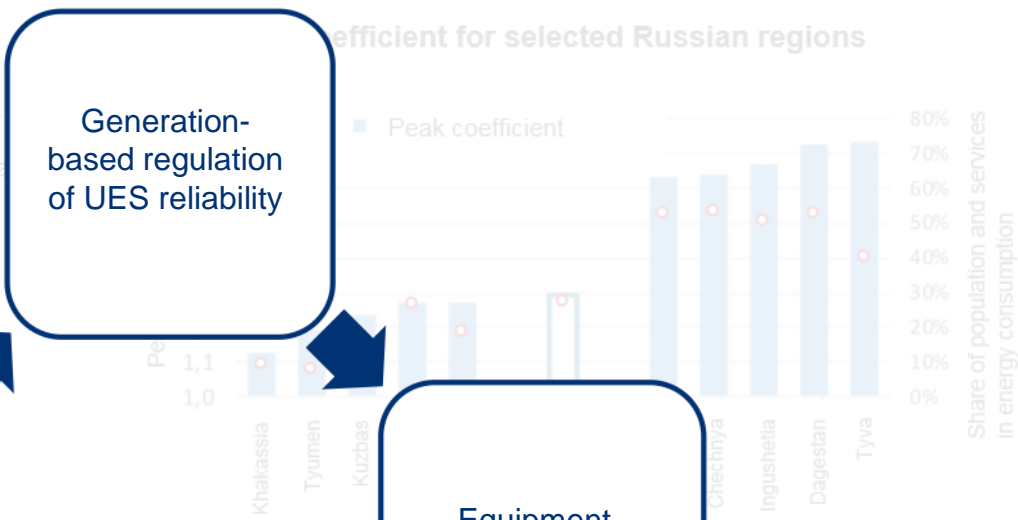 efficient for selected Russian regions
Generation-
based regulation
of UES reliability
Peak coefficient
80%
70%
60%
50%
40%
30%
20%
10%
0%
Share of population and services
in energy consumption
Pe
1,1
1,0
Khakassia
Tyumen
Kuzbas
Chechnya
Ingushetia
Dagestan
Tyva
Equipment